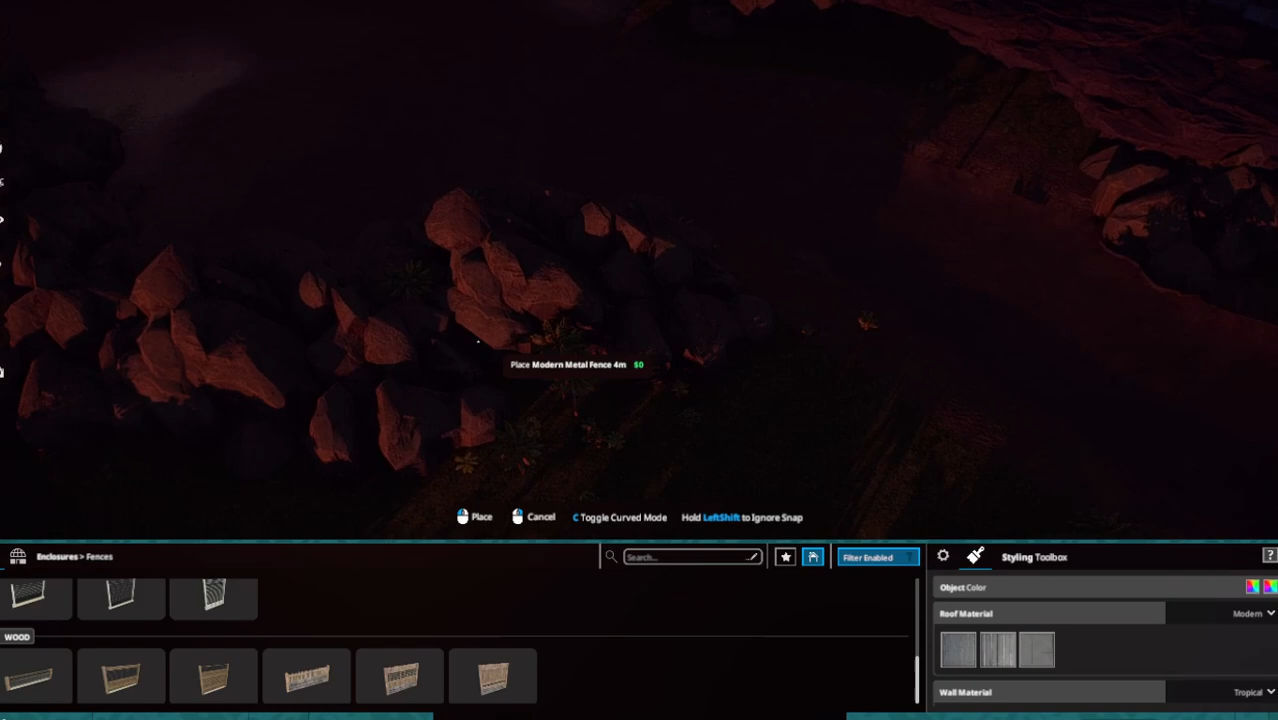 Place Modern Metal Fence 4m $0
Place Cancel C Toggle Curved Mode Hold LeftShift to Ignore Snap
Enclosures > Fences
Search...
Filter Enabled
Styling Toolbox
?
Object Color
Roof Material Modern
WOOD
Wall Material Tropical